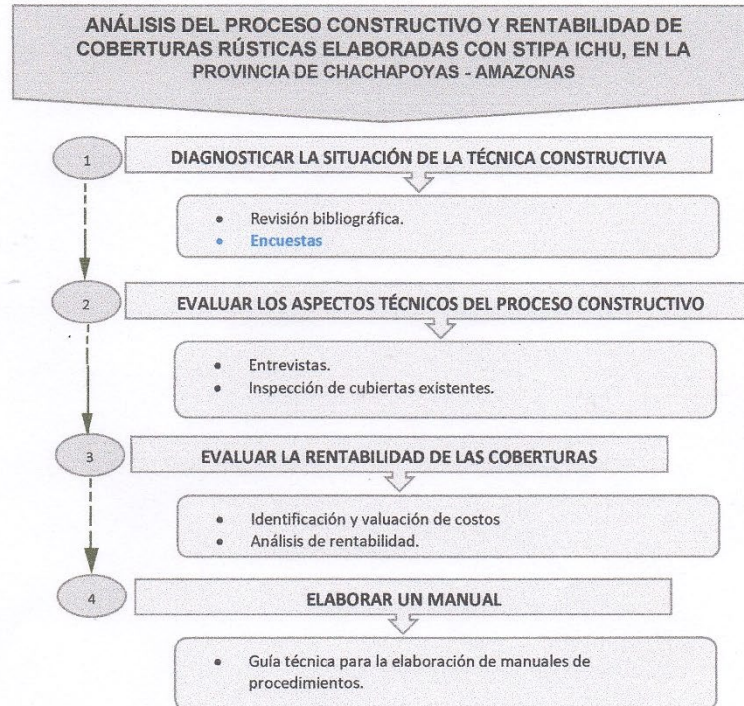 ANÁLISIS DEL PROCESO CONSTRUCTIVO Y RENTABILIDAD DE
COBERTURAS RÚSTICAS ELABORADAS CON STIPA ICHU, EN LA
PROVINCIA DE CHACHAPOYAS - AMAZONAS
1
DIAGNOSTICAR LA SITUACIÓN DE LA TÉCNICA CONSTRUCTIVA
• Revisión bibliográfica.
• Encuestas
2
EVALUAR LOS ASPECTOS TÉCNICOS DEL PROCESO CONSTRUCTIVO
• Entrevistas.
• Inspección de cubiertas existentes.
3
EVALUAR LA RENTABILIDAD DE LAS COBERTURAS
• Identificación y valuación de costos
• Análisis de rentabilidad.
4
ELABORAR UN MANUAL
• Guía técnica para la elaboración de manuales de
procedimientos.